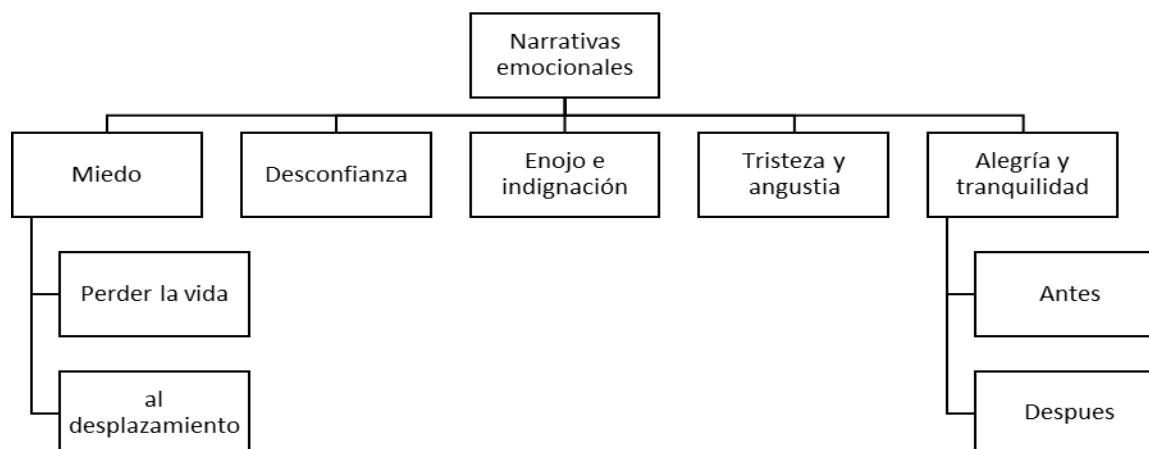 Narrativas
emocionales
Miedo
Desconfianza
Enojo e
indignación
Tristeza y
angustia
Alegría y
tranquilidad
Perder la vida
Antes
al
desplazamiento
Despues